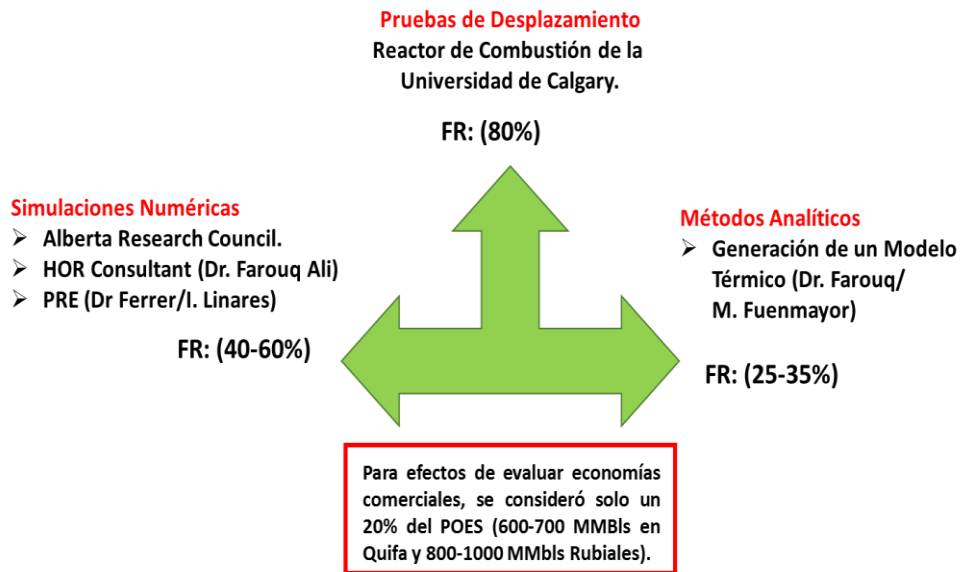 Pruebas de Desplazamiento
Reactor de Combustión de la
Universidad de Calgary.
FR: (80%)
Simulaciones Numéricas
➢ Alberta Research Council.
➢ HOR Consultant (Dr. Farouq Ali)
➢ PRE (Dr Ferrer/I. Linares)
FR: (40-60%)
Métodos Analíticos
➢ Generación de un Modelo
Térmico (Dr. Farouq/
M. Fuenmayor)
FR: (25-35%)
Para efectos de evaluar economías
comerciales, se consideró solo un
20% del POES (600-700 MMBls en
Quifa y 800-1000 MMbls Rubiales).